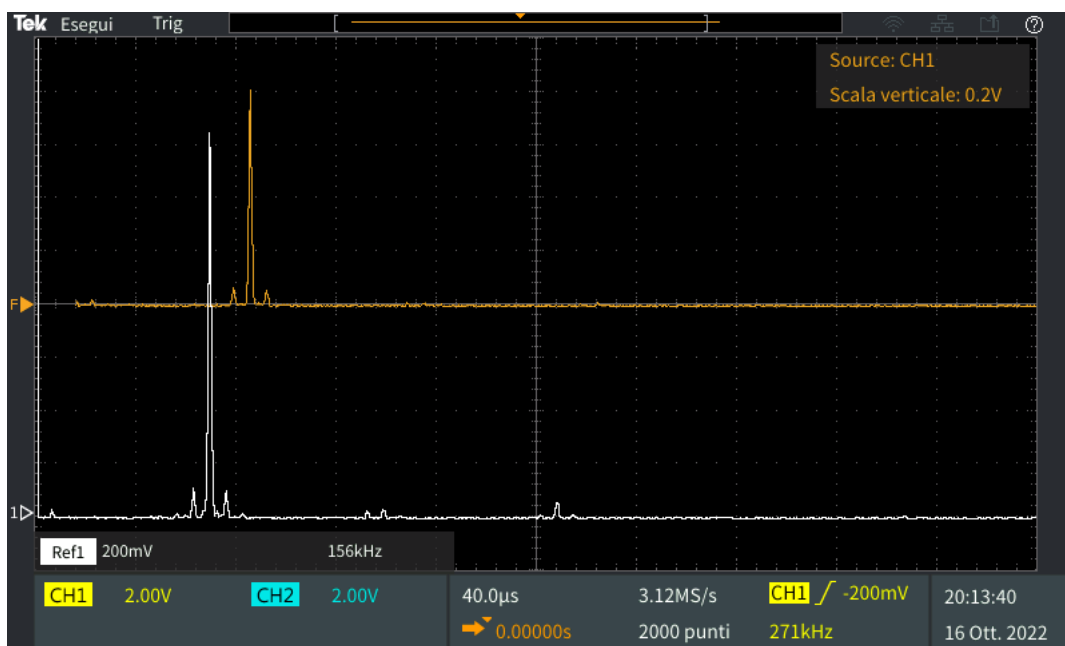 Tek Esegui Trig
Source: CH1
Scala verticale: 0.2V
F
1
Ref1 200mV 156kHz
CH1 2.00V CH2 2.00V 40.0µs 3.12MS/s CH1 -200mV 20:13:40
0.00000s 2000 punti 271kHz 16 Ott. 2022